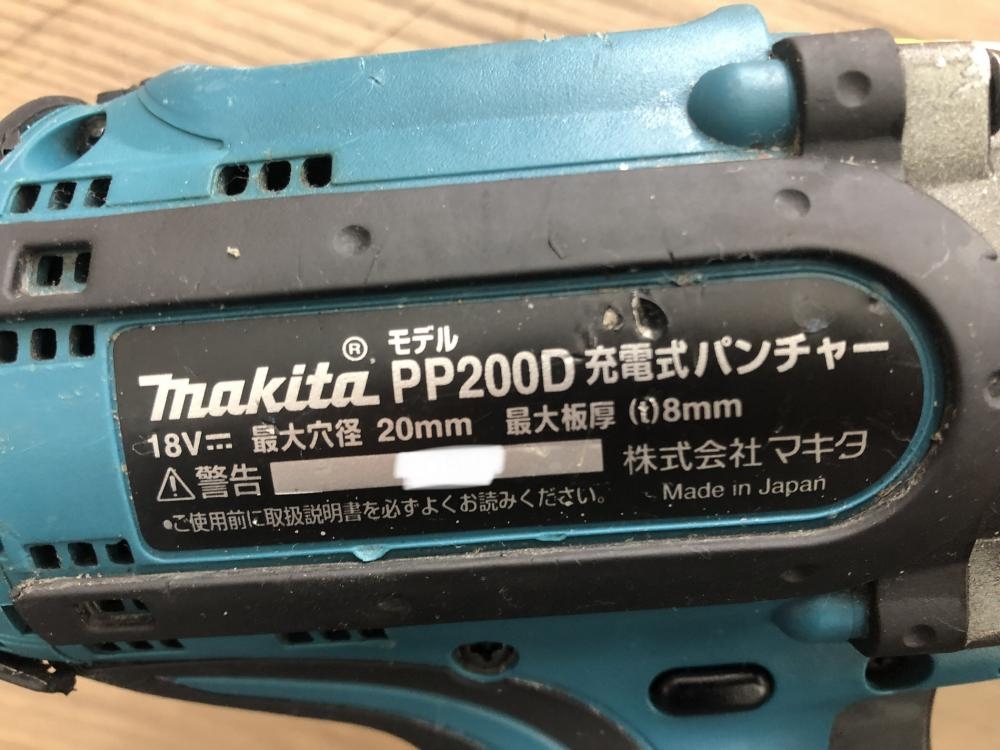 makita® モデル PP200D 充電式パンチャー
18V⎓ 最大穴径 20mm 最大板厚 (t)8mm
⚠警告 株式会社 マキタ
•ご使用前に取扱説明書を必ずよくお読みください。 Made in Japan